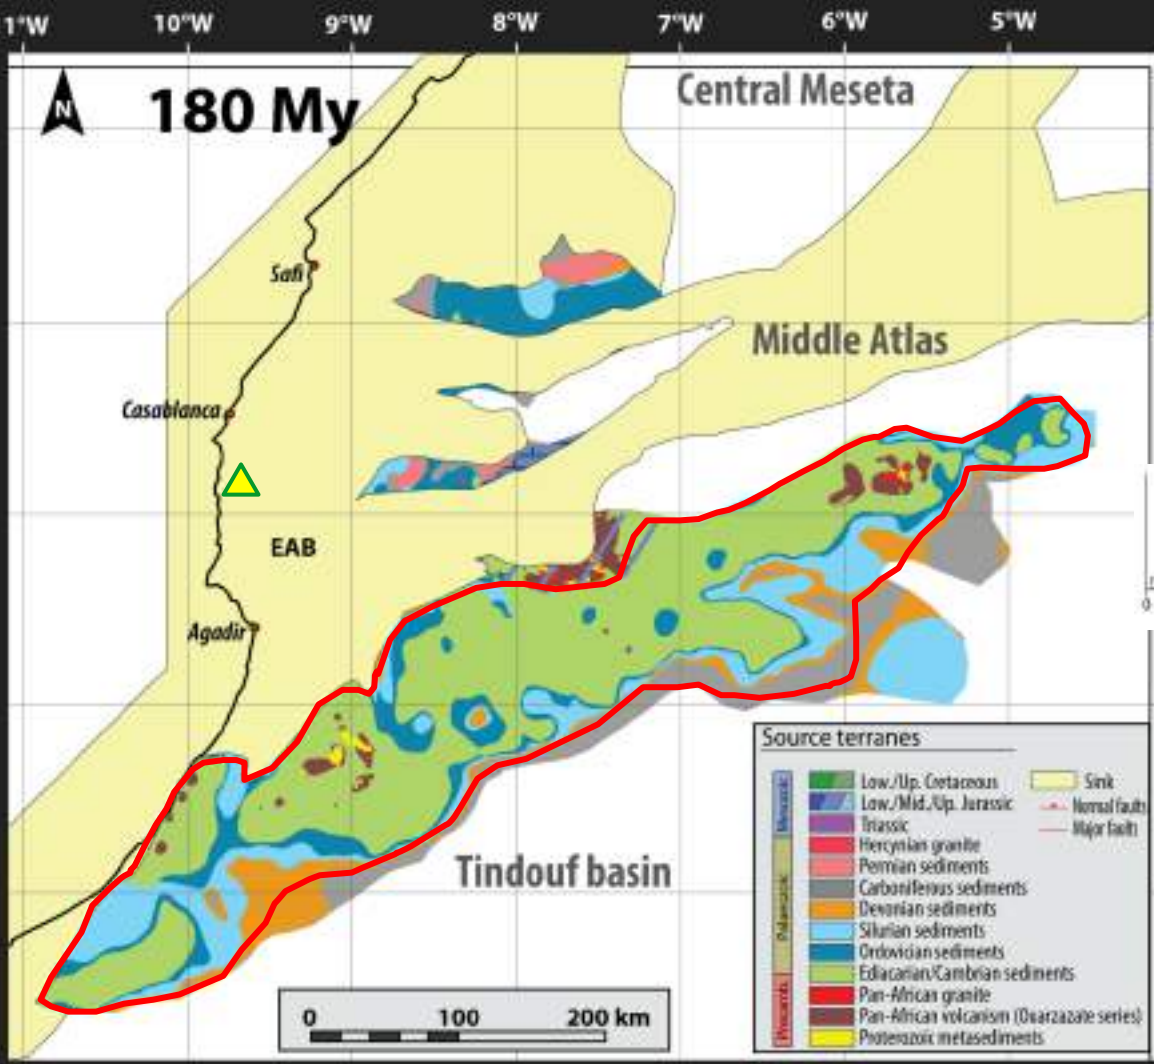 1°W 10°W 9°W 8°W 7°W 6°W 5°W
N
180 My
Central Meseta
Safi
Middle Atlas
Casablanca
EAB
Agadir
0
Tindouf basin
Source terranes
Mesozoic
Low./Up. Cretaceous
Low./Mid./Up. Jurassic
Triassic
Palaeozoic
Hercynian granite
Permian sediments
Carboniferous sediments
Devonian sediments
Silurian sediments
Ordovician sediments
Ediacarian/Cambrian sediments
Precamb.
Pan-African granite
Pan-African volcanism (Ouarzazate series)
Proterozoic metasediments
Sink
Normal faults
Major faults
0 100 200 km